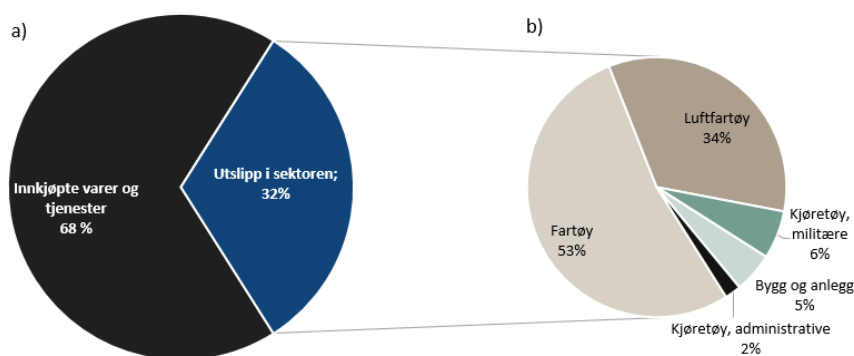 a)
Innkjøpte varer og
tjenester
68 %
Utslipp i sektoren;
32%
b)
Luftfartøy
34%
Kjøretøy,
militære
6%
Bygg og anlegg
5%
Kjøretøy, administrative
2%
Fartøy
53%